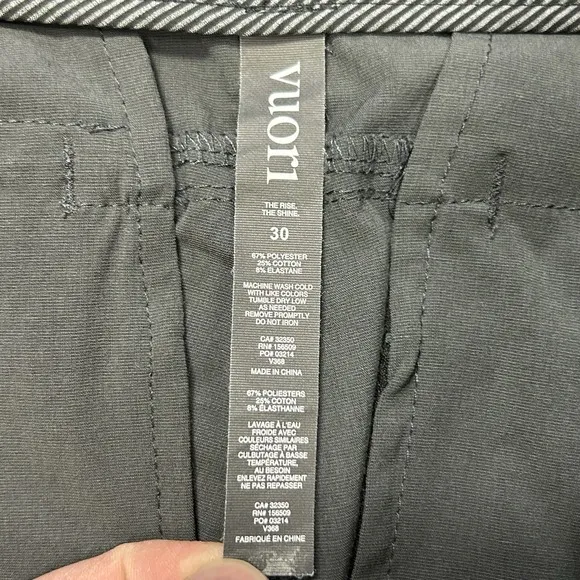 vuori
THE RISE.
THE SHINE.
30
67% POLYESTER
25% COTTON
8% ELASTANE
MACHINE WASH COLD
WITH LIKE COLORS
TUMBLE DRY LOW
AS NEEDED
REMOVE PROMPTLY
DO NOT IRON
CA# 32350
RN# 156509
PO# 03214
V368
MADE IN CHINA
67% POLIESTERS
25% COTON
8% ÉLASTHANNE
LAVAGE À L'EAU
FROIDE AVEC
COULEURS SIMILAIRES
SÉCHAGE PAR
CULBUTAGE À BASSE
TEMPÉRATURE,
AU BESOIN
ENLEVEZ RAPIDEMENT
NE PAS REPASSER
CA# 32350
RN# 156509
PO# 03214
V368
FABRIQUÉ EN CHINE